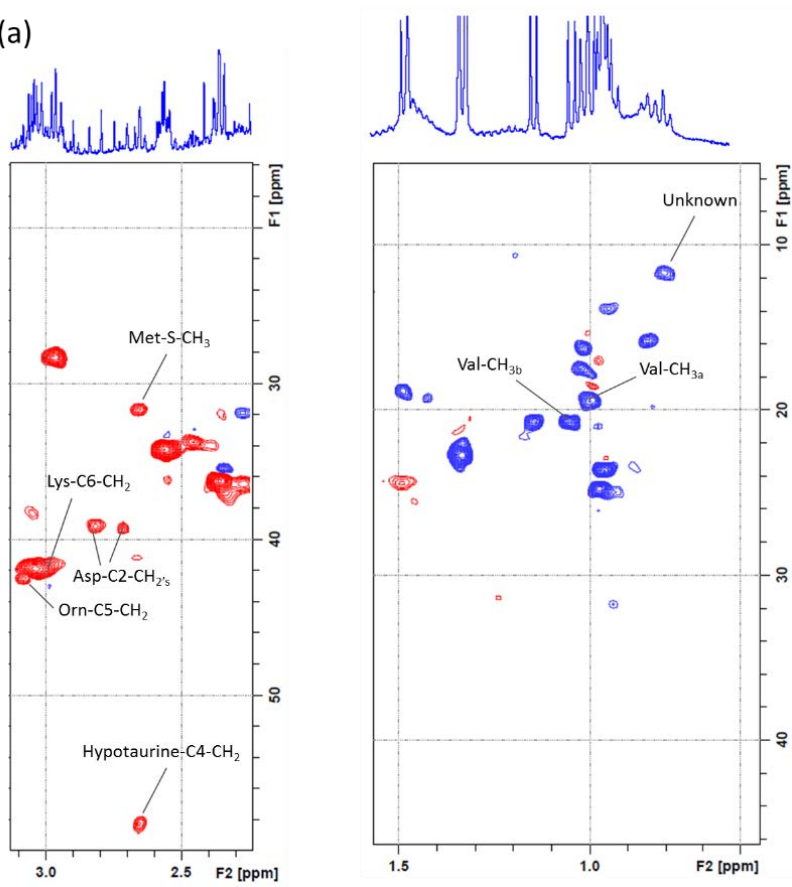 (a)
F1 [ppm]
Met-S-CH₃
30
Lys-C6-CH₂
40
Asp-C2-CH₂'s
Orn-C5-CH₂
50
Hypotaurine-C4-CH₂
3.0
2.5
F2 [ppm]
F1 [ppm]
Unknown
10
Val-CH₃b
Val-CH₃a
20
30
40
1.5
1.0
F2 [ppm]